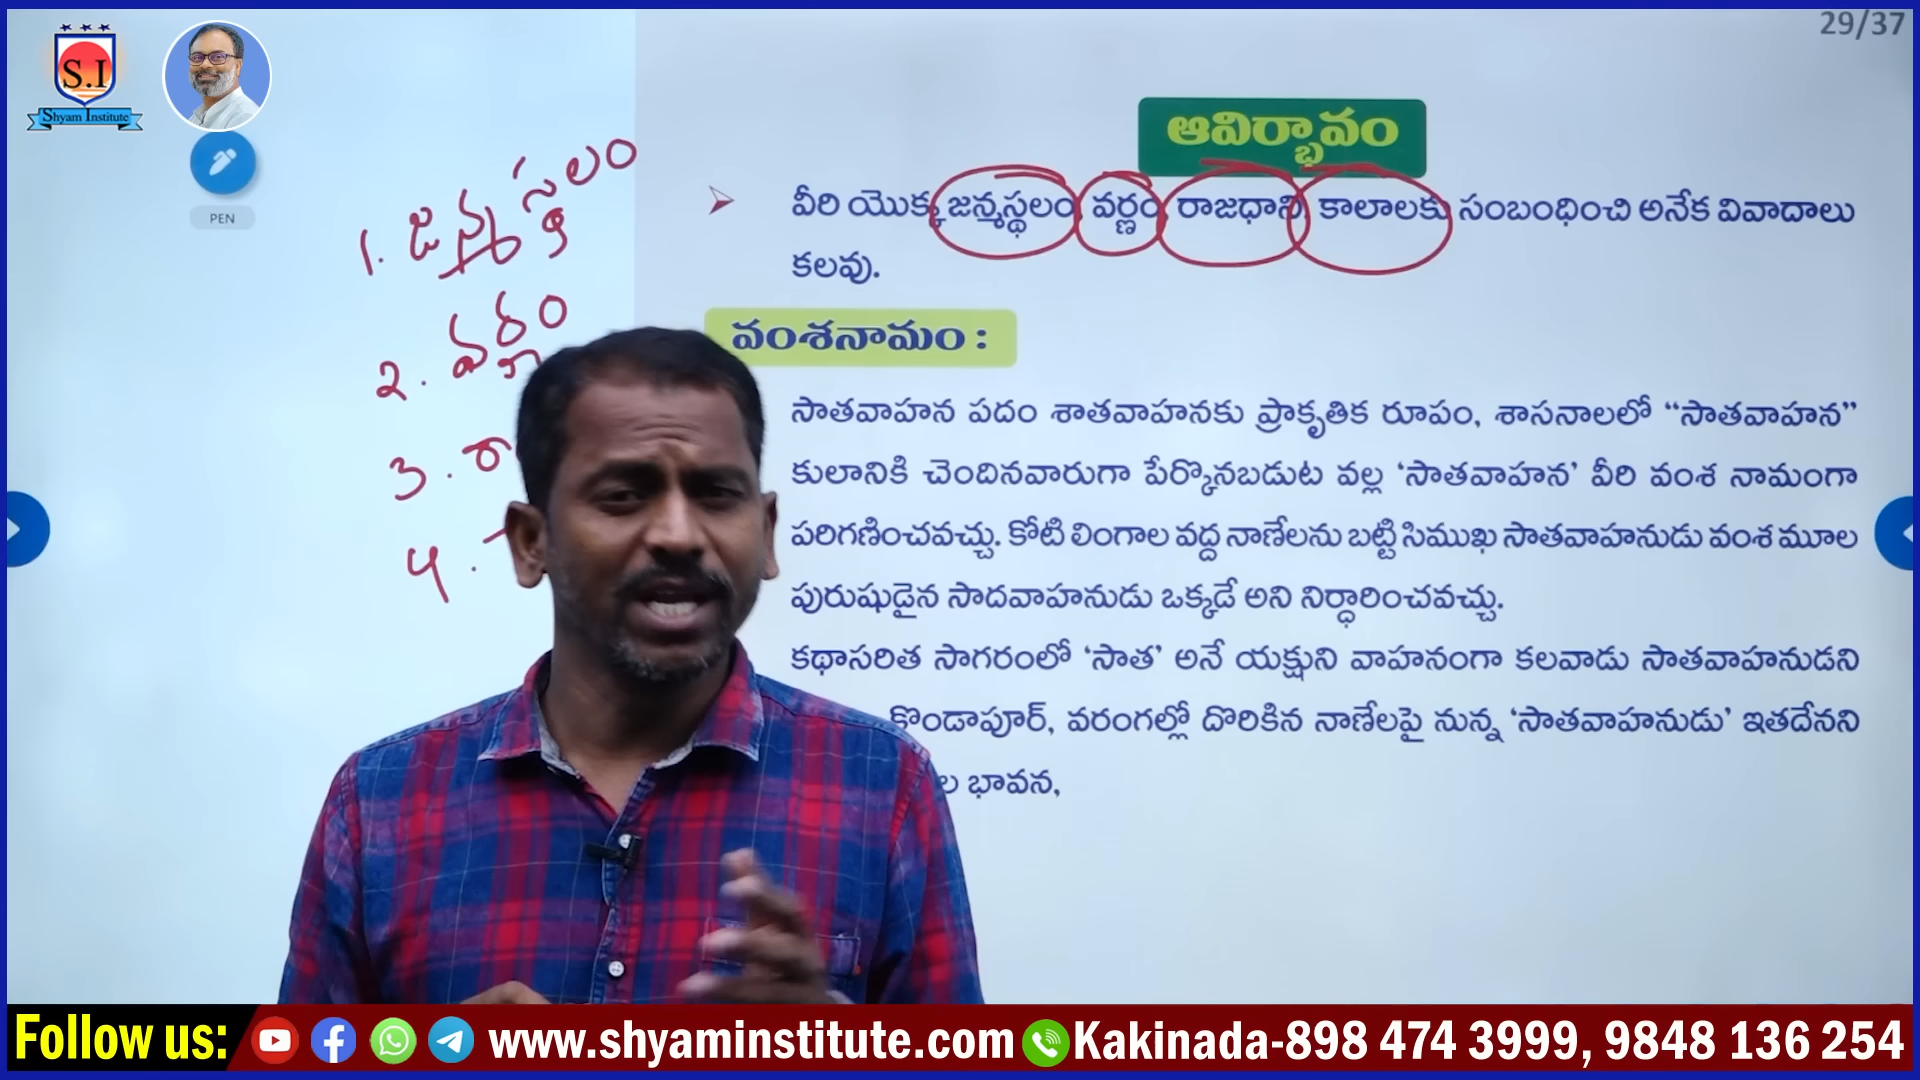 29/37
S.I
Shyam Institute
PEN
ఆవిర్భావం
వీరి యొక్క జన్మస్థలం, వర్ణం, రాజధాని, కాలాలకు సంబంధించి అనేక వివాదాలు
కలవు.
వంశనామం :
సాతవాహన పదం శాతవాహనకు ప్రాకృతిక రూపం, శాసనాలలో “సాతవాహన”
కులానికి చెందినవారుగా పేర్కొనబడుట వల్ల ‘సాతవాహన’ వీరి వంశ నామంగా
పరిగణించవచ్చు. కోటి లింగాల వద్ద నాణేలను బట్టి సిముఖ సాతవాహనుడు వంశ మూల
పురుషుడైన సాదవాహనుడు ఒక్కడే అని నిర్ధారించవచ్చు.
కథాసరిత సాగరంలో ‘సాత’ అనే యక్షుని వాహనంగా కలవాడు సాతవాహనుడని
కొండాపూర్, వరంగల్లో దొరికిన నాణేలపై నున్న ‘సాతవాహనుడు’ ఇతదేనని
ల భావన,
1. జన్మస్థలం
2. వర్ణం
3. రా
4.
Follow us: www.shyaminstitute.com Kakinada-898 474 3999, 9848 136 254